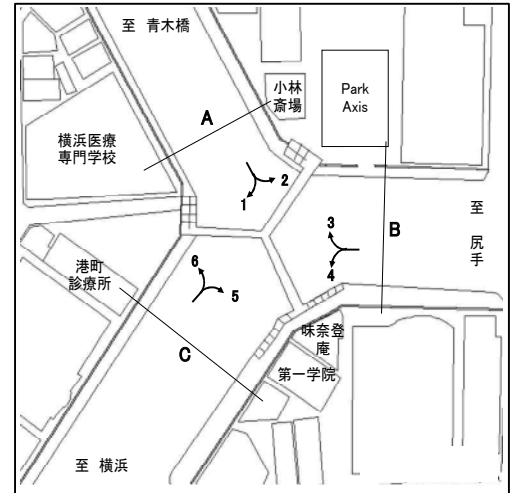 至 青木橋
小林
斎場
Park
Axis
A
横浜医療
専門学校
2
1
至
尻手
3
B
4
港町
診療所
6
5
味奈登
庵
第一学院
C
至 横浜